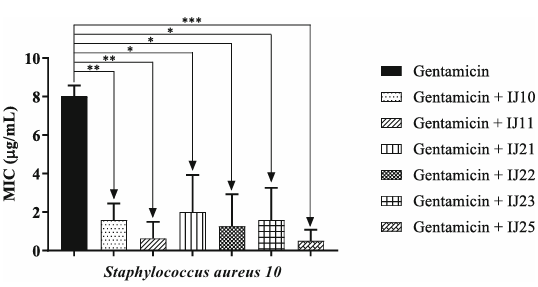 ***
*
*
*
**
**
10
8
6
4
2
0
MIC (μg/mL)
Staphylococcus aureus 10
Gentamicin
Gentamicin + IJ10
Gentamicin + IJ11
Gentamicin + IJ21
Gentamicin + IJ22
Gentamicin + IJ23
Gentamicin + IJ25